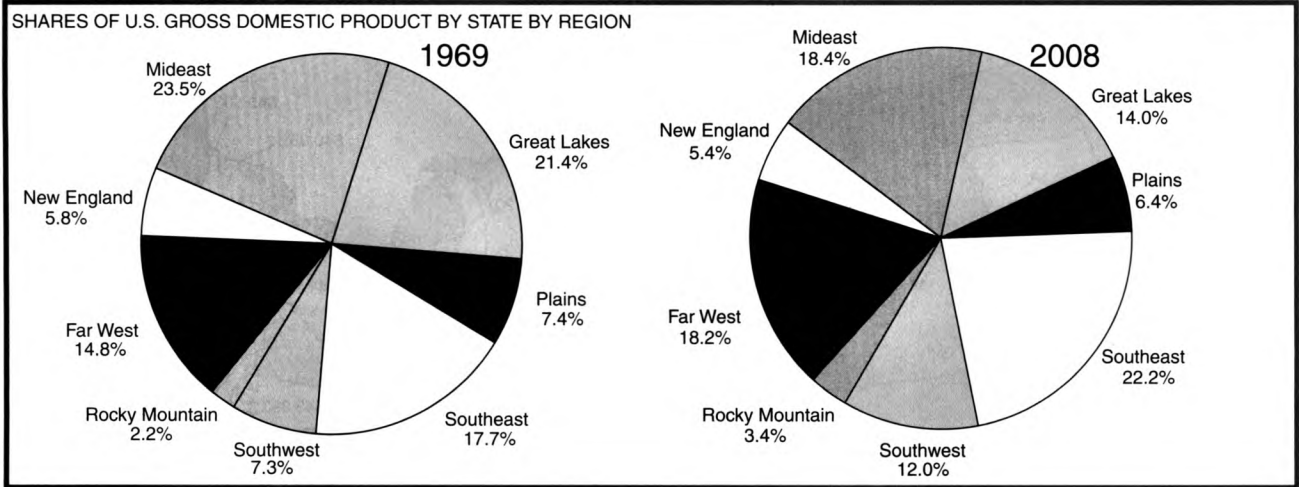 SHARES OF U.S. GROSS DOMESTIC PRODUCT BY STATE BY REGION
1969
Mideast
23.5%
Great Lakes
21.4%
New England
5.8%
Plains
7.4%
Far West
14.8%
Rocky Mountain
2.2%
Southwest
7.3%
Southeast
17.7%
2008
Mideast
18.4%
Great Lakes
14.0%
New England
5.4%
Plains
6.4%
Far West
18.2%
Southeast
22.2%
Rocky Mountain
3.4%
Southwest
12.0%